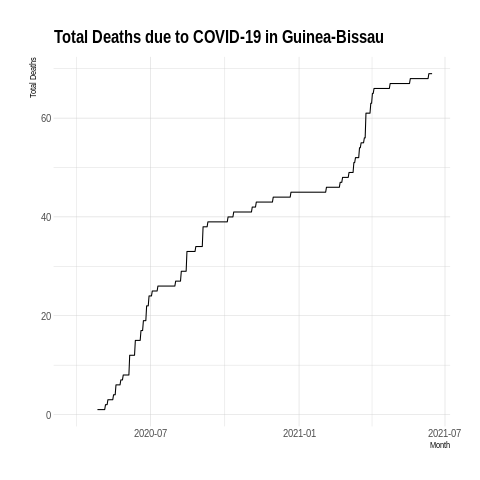 Total Deaths due to COVID-19 in Guinea-Bissau
Total Deaths
60
40
20
0
2020-07
2021-01
2021-07
Month